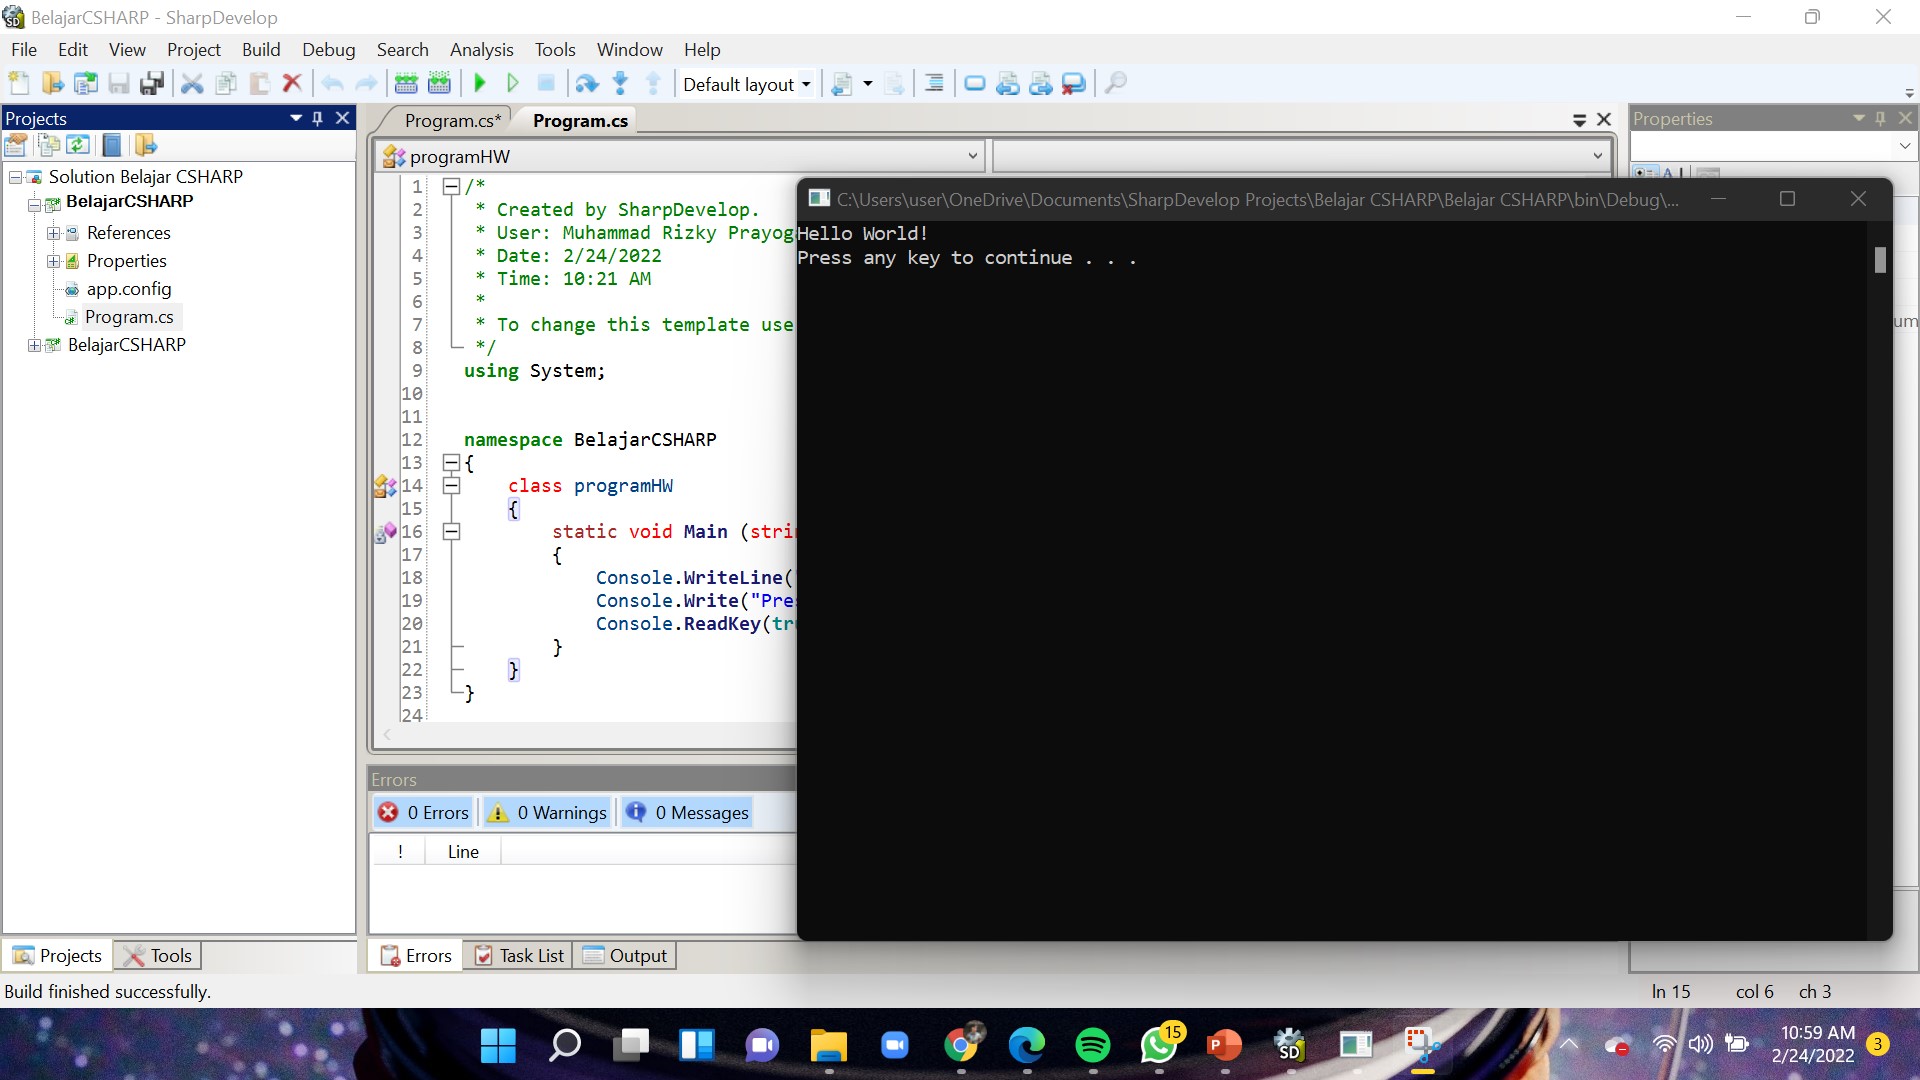 BelajarCSHARP - SharpDevelop
File Edit View Project Build Debug Search Analysis Tools Window Help
Default layout
Projects
Program.cs*
Program.cs
Properties
programHW
Solution Belajar CSHARP
BelajarCSHARP
References
Properties
app.config
Program.cs
BelajarCSHARP
1 /*
2 * Created by SharpDevelop.
3 * User: Muhammad Rizky Prayog
4 * Date: 2/24/2022
5 * Time: 10:21 AM
6 *
7 * To change this template use
8 */
9 using System;
10
11
12 namespace BelajarCSHARP
13 {
14 class programHW
15 {
16 static void Main (strin
17 {
18 Console.WriteLine(
19 Console.Write("Pres
20 Console.ReadKey(tr
21 }
22 }
23 }
24
C:\Users\user\OneDrive\Documents\SharpDevelop Projects\Belajar CSHARP\Belajar CSHARP\bin\Debug\...
Hello World!
Press any key to continue . . .
um
Errors
0 Errors
0 Warnings
0 Messages
! Line
Projects
Tools
Errors
Task List
Output
Build finished successfully.
ln 15 col 6 ch 3
15
P
SD
10:59 AM
2/24/2022
3